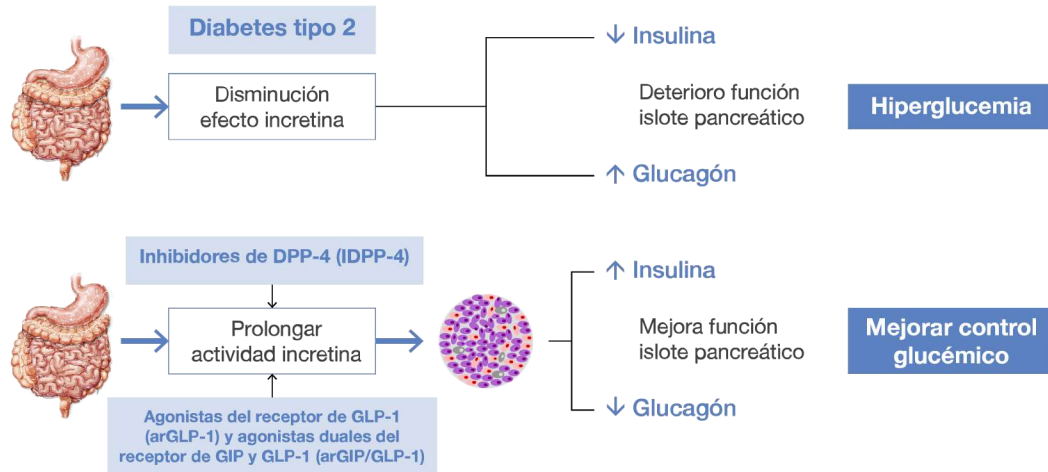 Diabetes tipo 2
Disminución
efecto incretina
↓ Insulina
Deterioro función
islote pancreático
↑ Glucagón
Hiperglucemia
Inhibidores de DPP-4 (IDPP-4)
Prolongar
actividad incretina
Agonistas del receptor de GLP-1
(arGLP-1) y agonistas duales del
receptor de GIP y GLP-1 (arGIP/GLP-1)
↑ Insulina
Mejora función
islote pancreático
↓ Glucagón
Mejorar control
glucémico